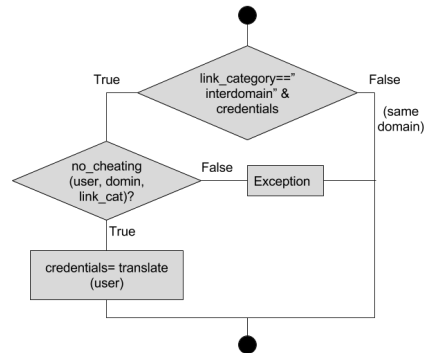 link_category=="
interdomain" &
credentials
True
False
(same
domain)
no_cheating
(user, domin,
link_cat)?
False
Exception
True
credentials= translate
(user)